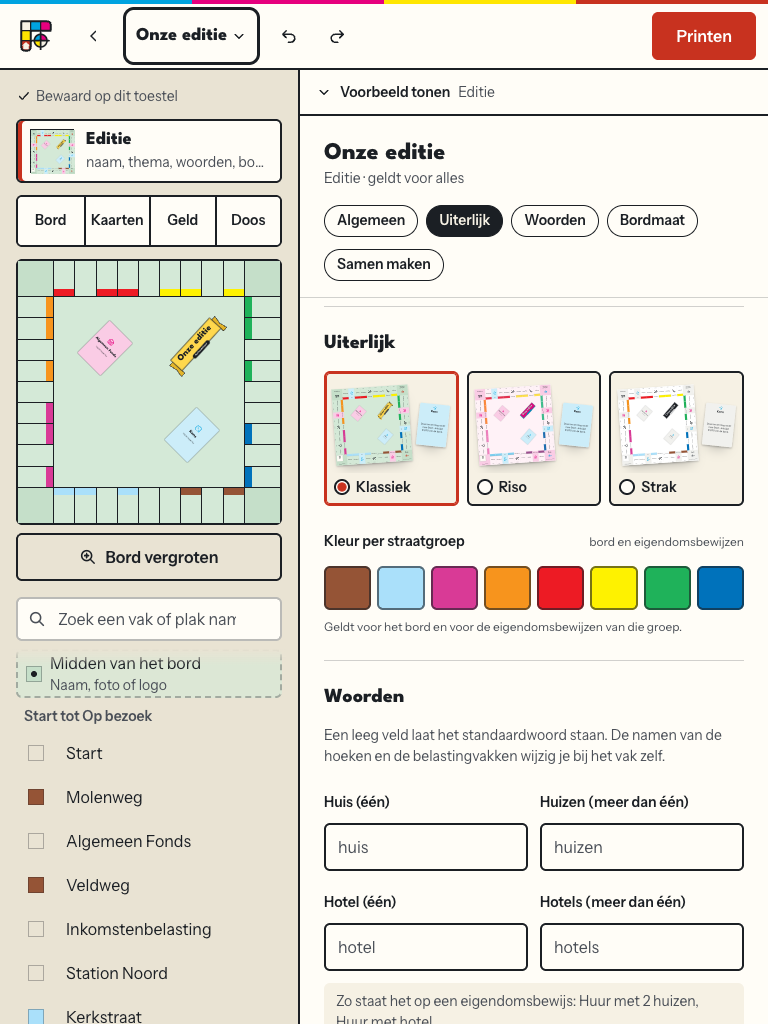 Onze editie
Printen
Bewaard op dit toestel
Editie
naam, thema, woorden, bo...
Bord
Kaarten
Geld
Doos
Algemeen Fonds
Onze editie
Kans
Bord vergroten
Zoek een vak of plak nam
Midden van het bord
Naam, foto of logo
Start tot Op bezoek
Start
Molenweg
Algemeen Fonds
Veldweg
Inkomstenbelasting
Station Noord
Kerkstraat
Voorbeeld tonen Editie
Onze editie
Editie · geldt voor alles
Algemeen
Uiterlijk
Woorden
Bordmaat
Samen maken
Uiterlijk
Klassiek
Riso
Strak
Kleur per straatgroep
bord en eigendomsbewijzen
Geldt voor het bord en voor de eigendomsbewijzen van die groep.
Woorden
Een leeg veld laat het standaardwoord staan. De namen van de
hoeken en de belastingvakken wijzig je bij het vak zelf.
Huis (één)
Huizen (meer dan één)
huis
huizen
Hotel (één)
Hotels (meer dan één)
hotel
hotels
Zo staat het op een eigendomsbewijs: Huur met 2 huizen,
Huur met hotel